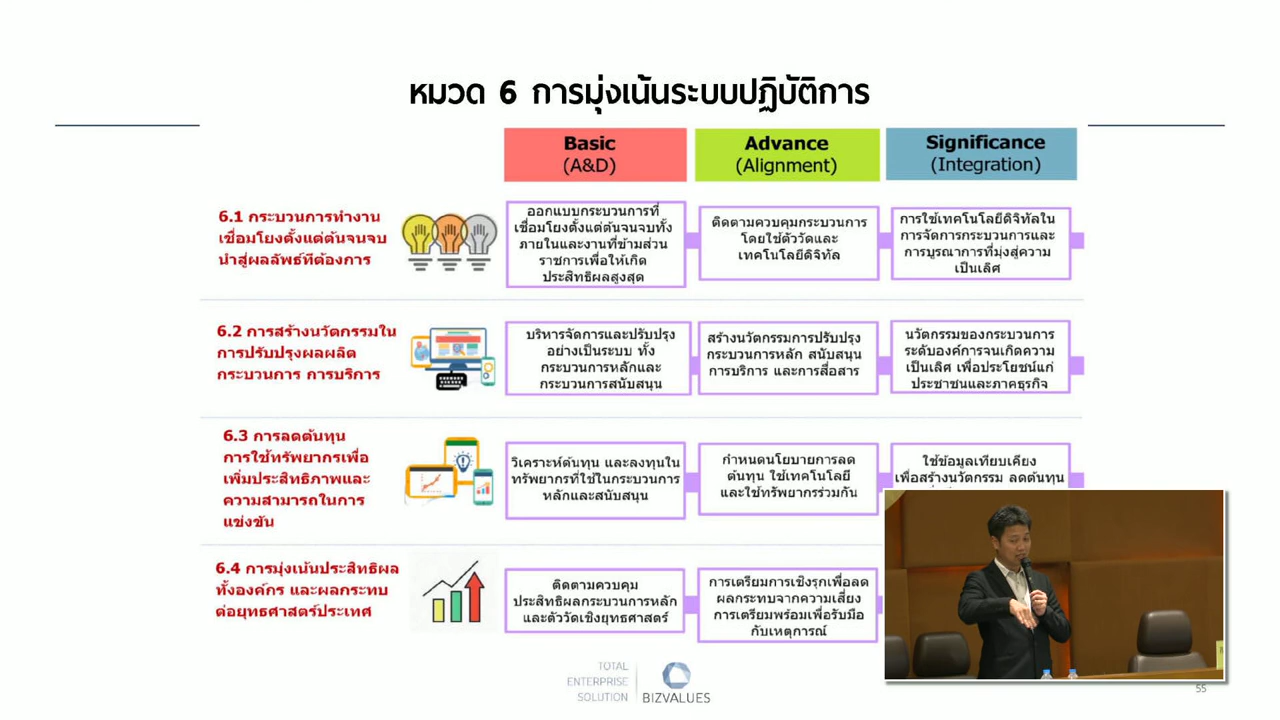 หมวด 6 การมุ่งเน้นระบบปฏิบัติการ
Basic
(A&D)
Advance
(Alignment)
Significance
(Integration)
6.1 กระบวนการทำงาน
เชื่อมโยงตั้งแต่ต้นจนจบ
นำสู่ผลลัพธ์ที่ต้องการ
ออกแบบกระบวนการที่
เชื่อมโยงตั้งแต่ต้นจนจบทั้ง
ภายในและงานที่ข้ามส่วน
ราชการเพื่อให้เกิด
ประสิทธิผลสูงสุด
ติดตามควบคุมกระบวนการ
โดยใช้ตัววัดและ
เทคโนโลยีดิจิทัล
การใช้เทคโนโลยีดิจิทัลใน
การจัดการกระบวนการและ
การบูรณาการที่มุ่งสู่ความ
เป็นเลิศ
6.2 การสร้างนวัตกรรมใน
การปรับปรุงผลผลิต
กระบวนการ การบริการ
บริหารจัดการและปรับปรุง
อย่างเป็นระบบ ทั้ง
กระบวนการหลักและ
กระบวนการสนับสนุน
สร้างนวัตกรรมการปรับปรุง
กระบวนการหลัก สนับสนุน
การบริการ และการสื่อสาร
นวัตกรรมของกระบวนการ
ระดับองค์การจนเกิดความ
เป็นเลิศ เพื่อประโยชน์แก่
ประชาชนและภาคธุรกิจ
6.3 การลดต้นทุน
การใช้ทรัพยากรเพื่อ
เพิ่มประสิทธิภาพและ
ความสามารถในการ
แข่งขัน
วิเคราะห์ต้นทุน และลงทุนใน
ทรัพยากรที่ใช้ในกระบวนการ
หลักและสนับสนุน
กำหนดนโยบายการลด
ต้นทุน ใช้เทคโนโลยี
และใช้ทรัพยากรร่วมกัน
ใช้ข้อมูลเทียบเคียง
เพื่อสร้างนวัตกรรม ลดต้นทุน
6.4 การมุ่งเน้นประสิทธิผล
ทั้งองค์กร และผลกระทบ
ต่อยุทธศาสตร์ประเทศ
ติดตามควบคุม
ประสิทธิผลกระบวนการหลัก
และตัววัดเชิงยุทธศาสตร์
การเตรียมการเชิงรุกเพื่อลด
ผลกระทบจากความเสี่ยง
การเตรียมพร้อมเพื่อรับมือ
กับเหตุการณ์
TOTAL
ENTERPRISE
SOLUTION
BIZVALUES
55